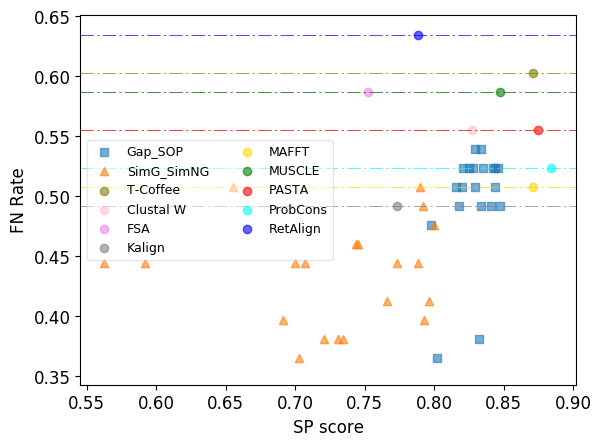 0.65
0.60
0.55
0.50
0.45
0.40
0.35
FN Rate
Gap_SOP
SimG_SimNG
T-Coffee
Clustal W
FSA
Kalign
MAFFT
MUSCLE
PASTA
ProbCons
RetAlign
0.55 0.60 0.65 0.70 0.75 0.80 0.85 0.90
SP score